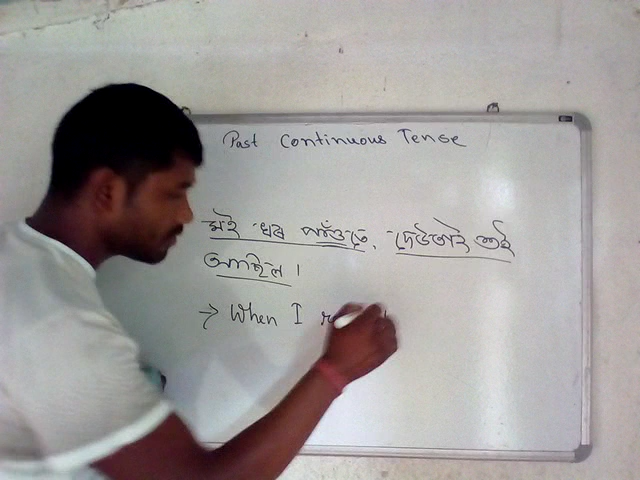 Past Continuous Tense
মই ঘৰ পাওঁতে, দেউতাই শুই
আছিল।
→ When I